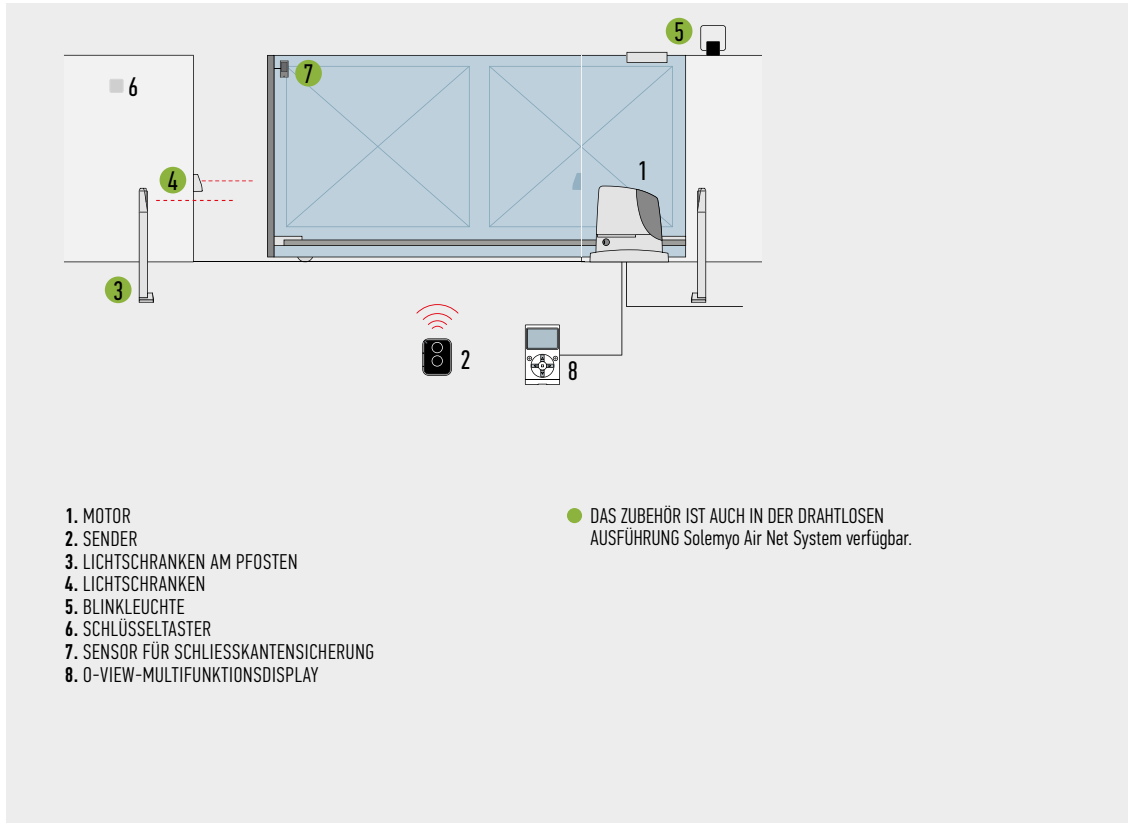 5
7
6
4
1
3
2
8
1. MOTOR
2. SENDER
3. LICHTSCHRANKEN AM PFOSTEN
4. LICHTSCHRANKEN
5. BLINKLEUCHTE
6. SCHLÜSSELTASTER
7. SENSOR FÜR SCHLIESSKANTENSICHERUNG
8. O-VIEW-MULTIFUNKTIONSDISPLAY
DAS ZUBEHÖR IST AUCH IN DER DRAHTLOSEN
AUSFÜHRUNG Solemyo Air Net System verfügbar.